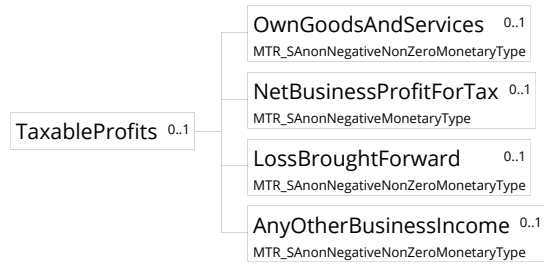 OwnGoodsAndServices 0..1
MTR_SAnonNegativeNonZeroMonetaryType
NetBusinessProfitForTax 0..1
MTR_SAnonNegativeMonetaryType
TaxableProfits 0..1
LossBroughtForward 0..1
MTR_SAnonNegativeNonZeroMonetaryType
AnyOtherBusinessIncome 0..1
MTR_SAnonNegativeNonZeroMonetaryType